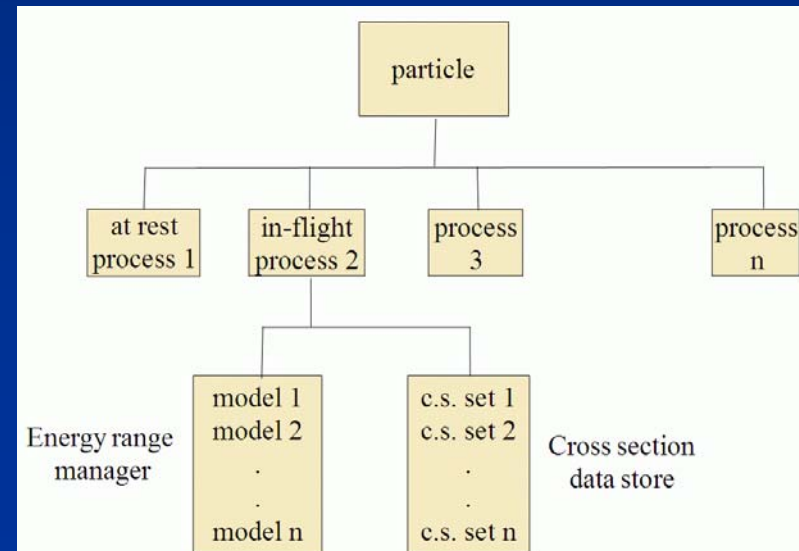 particle
at rest
process 1
in-flight
process 2
process
3
process
n
Energy range
manager
model 1
model 2
.
.
model n
c.s. set 1
c.s. set 2
.
.
c.s. set n
Cross section
data store